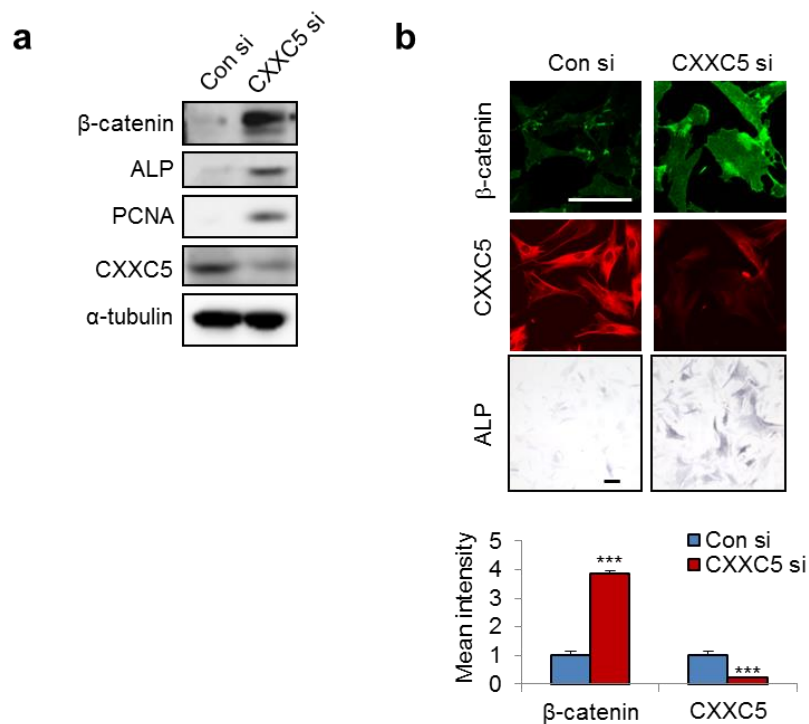 a
Con si
CXXC5 si
β-catenin
ALP
PCNA
CXXC5
α-tubulin
b
Con si
CXXC5 si
β-catenin
CXXC5
ALP
Mean intensity
5
4
3
2
1
0
***
***
Con si
CXXC5 si
β-catenin
CXXC5